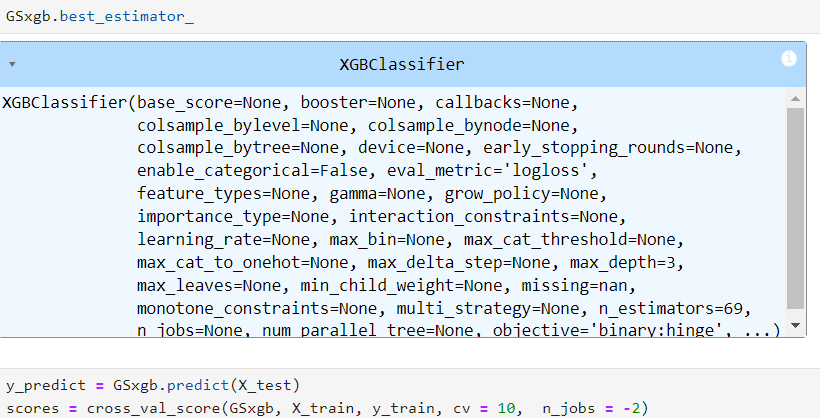 GSxgb.best_estimator_
XGBClassifier
i
XGBClassifier(base_score=None, booster=None, callbacks=None,
colsample_bylevel=None, colsample_bynode=None,
colsample_bytree=None, device=None, early_stopping_rounds=None,
enable_categorical=False, eval_metric='logloss',
feature_types=None, gamma=None, grow_policy=None,
importance_type=None, interaction_constraints=None,
learning_rate=None, max_bin=None, max_cat_threshold=None,
max_cat_to_onehot=None, max_delta_step=None, max_depth=3,
max_leaves=None, min_child_weight=None, missing=nan,
monotone_constraints=None, multi_strategy=None, n_estimators=69,
n_jobs=None, num_parallel_tree=None, objective='binary:hinge', ...)
y_predict = GSxgb.predict(X_test)
scores = cross_val_score(GSxgb, X_train, y_train, cv = 10,  n_jobs = -2)